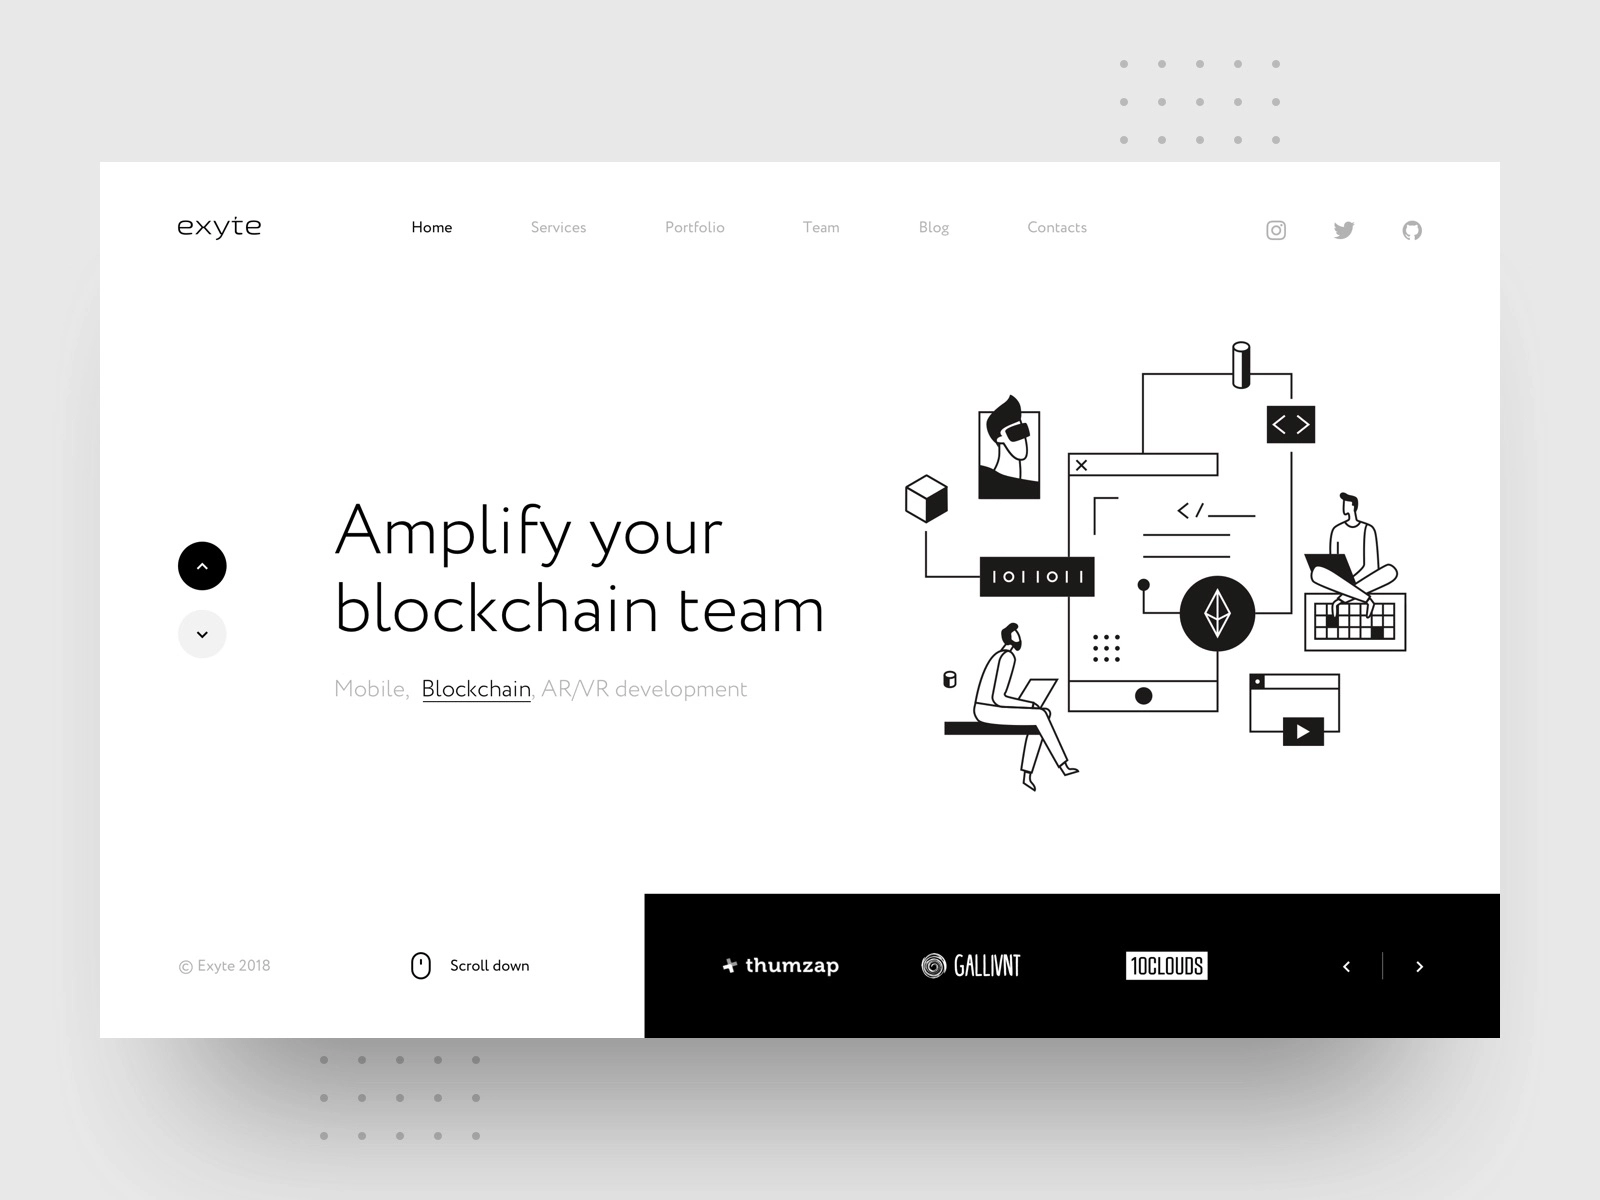 exyte
Home Services Portfolio Team Blog Contacts
Amplify your
blockchain team
Mobile, Blockchain, AR/VR development
</>
|O||O||
© Exyte 2018
Scroll down
thumzap
GALLIVNT
10CLOUDS